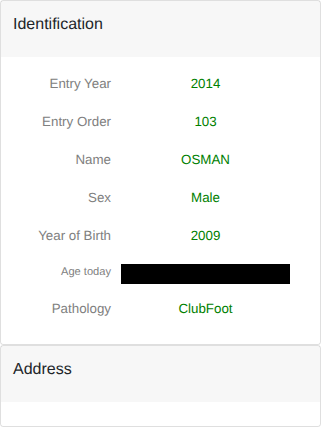 Identification
Entry Year 2014
Entry Order 103
Name OSMAN
Sex Male
Year of Birth 2009
Age today
Pathology ClubFoot
Address